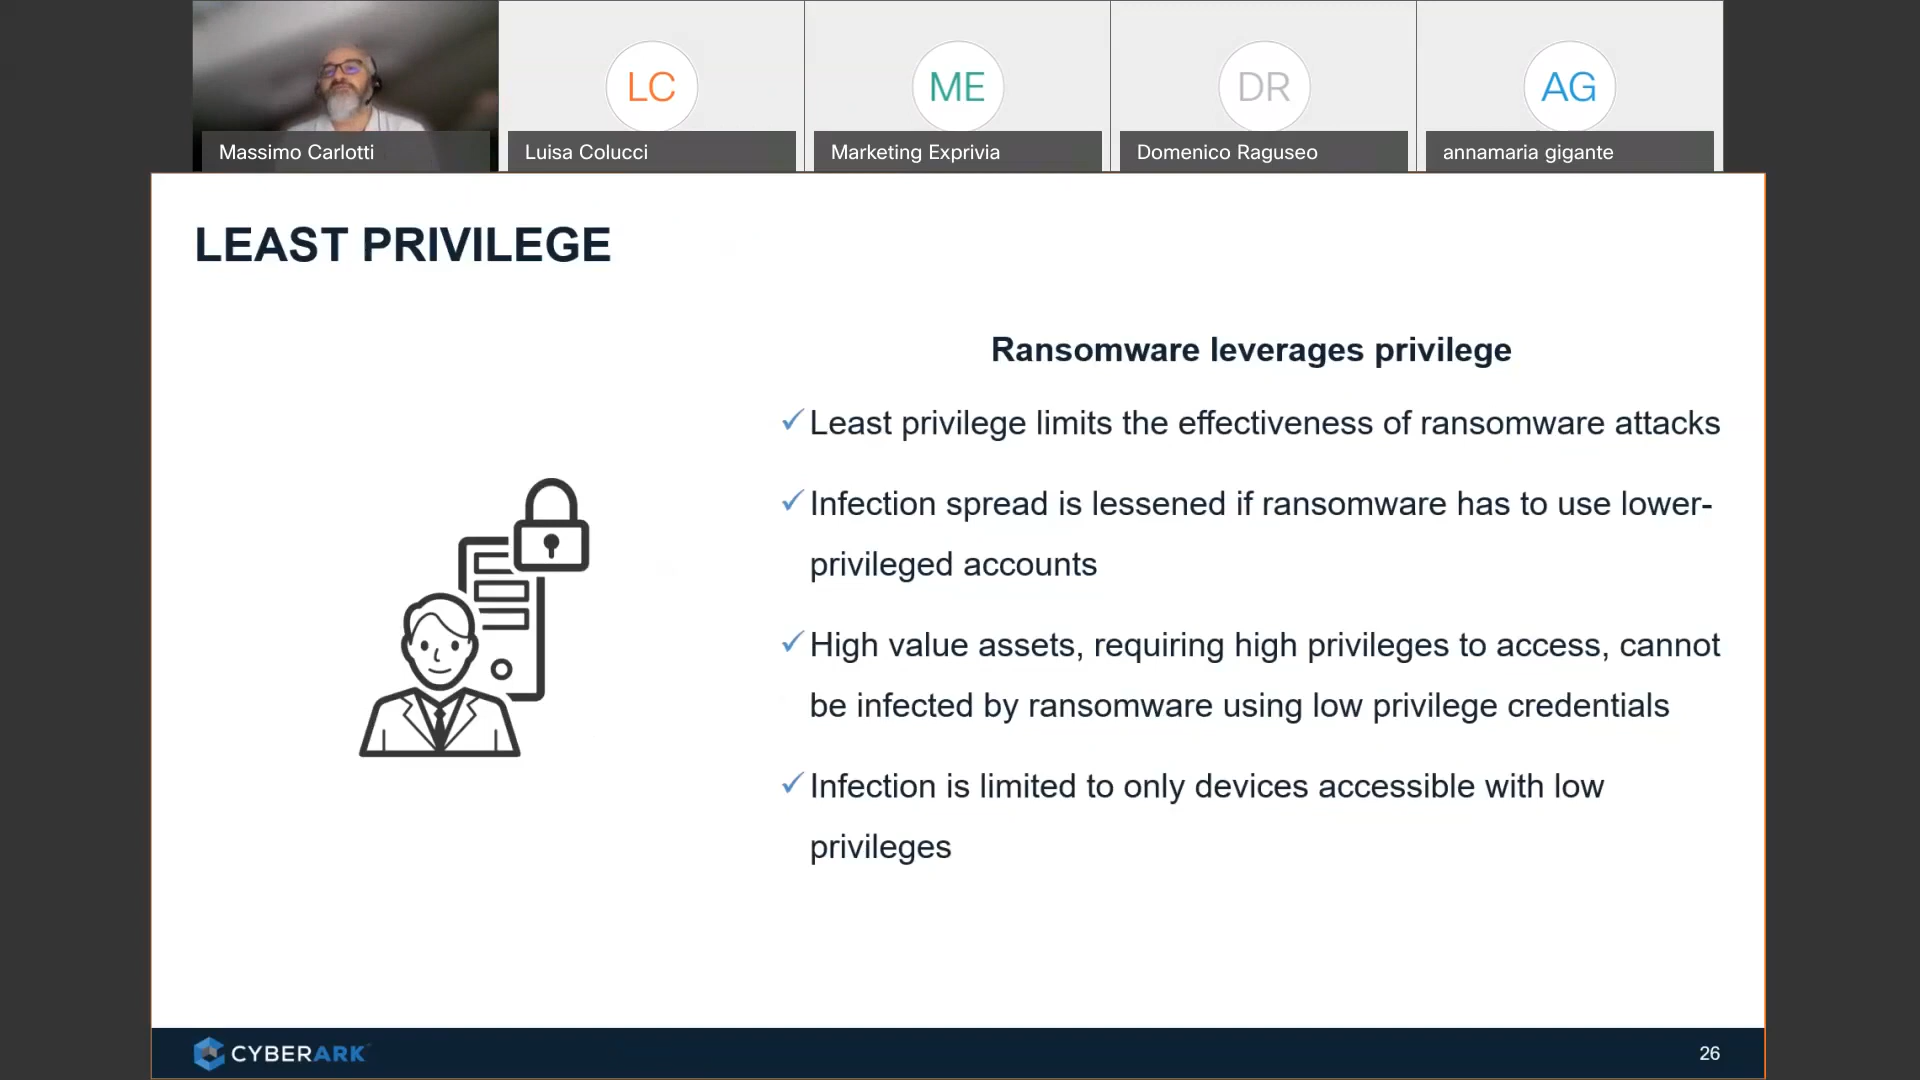 LC
ME
DR
AG
Massimo Carlotti
Luisa Colucci
Marketing Exprivia
Domenico Raguseo
annamaria gigante
LEAST PRIVILEGE
Ransomware leverages privilege
✓ Least privilege limits the effectiveness of ransomware attacks
✓ Infection spread is lessened if ransomware has to use lower-
privileged accounts
✓ High value assets, requiring high privileges to access, cannot
be infected by ransomware using low privilege credentials
✓ Infection is limited to only devices accessible with low
privileges
CYBERARK
26